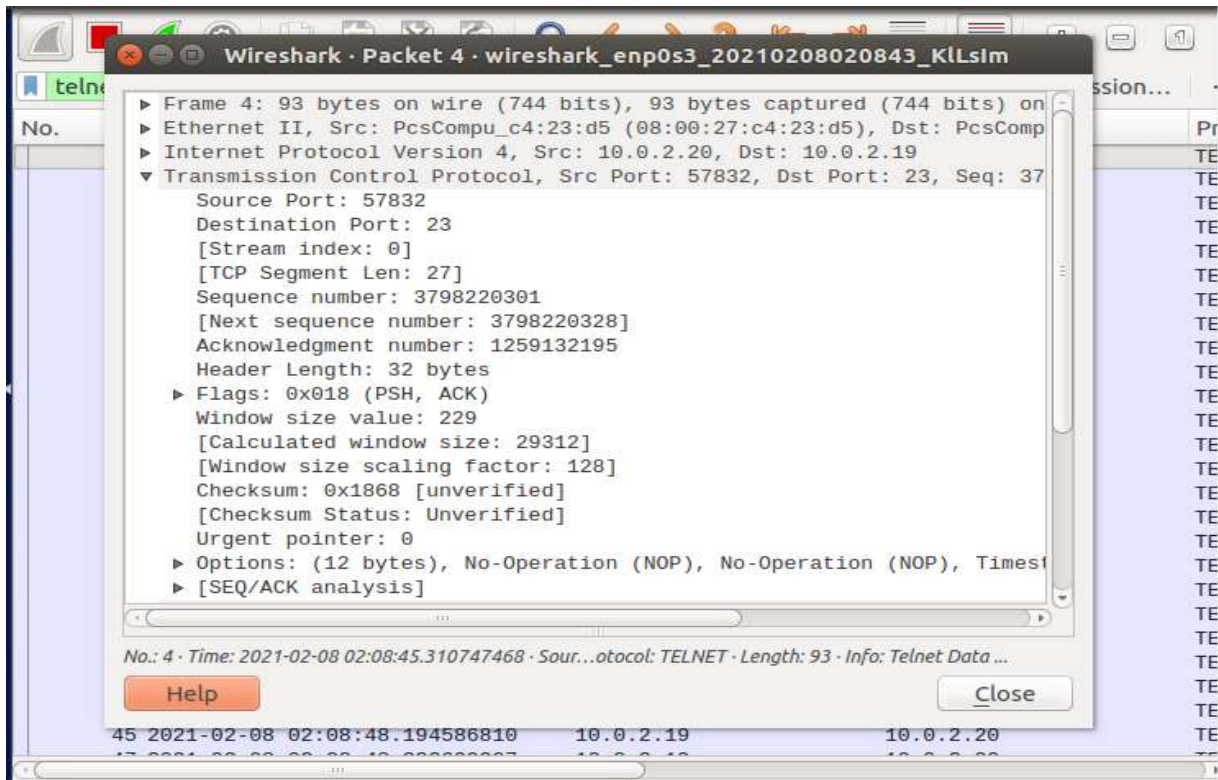 Wireshark · Packet 4 · wireshark_enp0s3_20210208020843_KlLsIm
teln
ssion...
No.
▸ Frame 4: 93 bytes on wire (744 bits), 93 bytes captured (744 bits) on
▸ Ethernet II, Src: PcsCompu_c4:23:d5 (08:00:27:c4:23:d5), Dst: PcsComp
▸ Internet Protocol Version 4, Src: 10.0.2.20, Dst: 10.0.2.19
▾ Transmission Control Protocol, Src Port: 57832, Dst Port: 23, Seq: 37
Source Port: 57832
Destination Port: 23
[Stream index: 0]
[TCP Segment Len: 27]
Sequence number: 3798220301
[Next sequence number: 3798220328]
Acknowledgment number: 1259132195
Header Length: 32 bytes
▸ Flags: 0x018 (PSH, ACK)
Window size value: 229
[Calculated window size: 29312]
[Window size scaling factor: 128]
Checksum: 0x1868 [unverified]
[Checksum Status: Unverified]
Urgent pointer: 0
▸ Options: (12 bytes), No-Operation (NOP), No-Operation (NOP), Timest
▸ [SEQ/ACK analysis]
No.: 4 · Time: 2021-02-08 02:08:45.310747468 · Sour...otocol: TELNET · Length: 93 · Info: Telnet Data ...
Help
Close
45 2021-02-08 02:08:48.194586810 10.0.2.19 10.0.2.20 TE